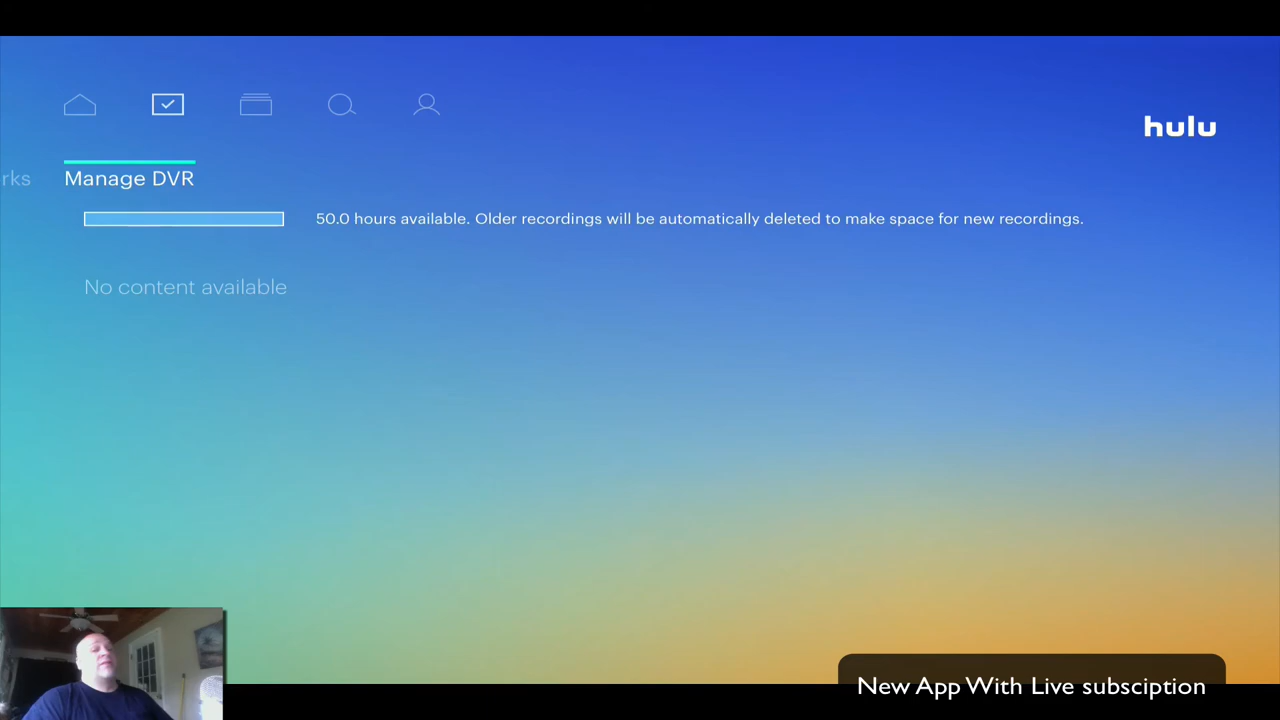 hulu
rks
Manage DVR
50.0 hours available. Older recordings will be automatically deleted to make space for new recordings.
No content available
New App With Live subsciption